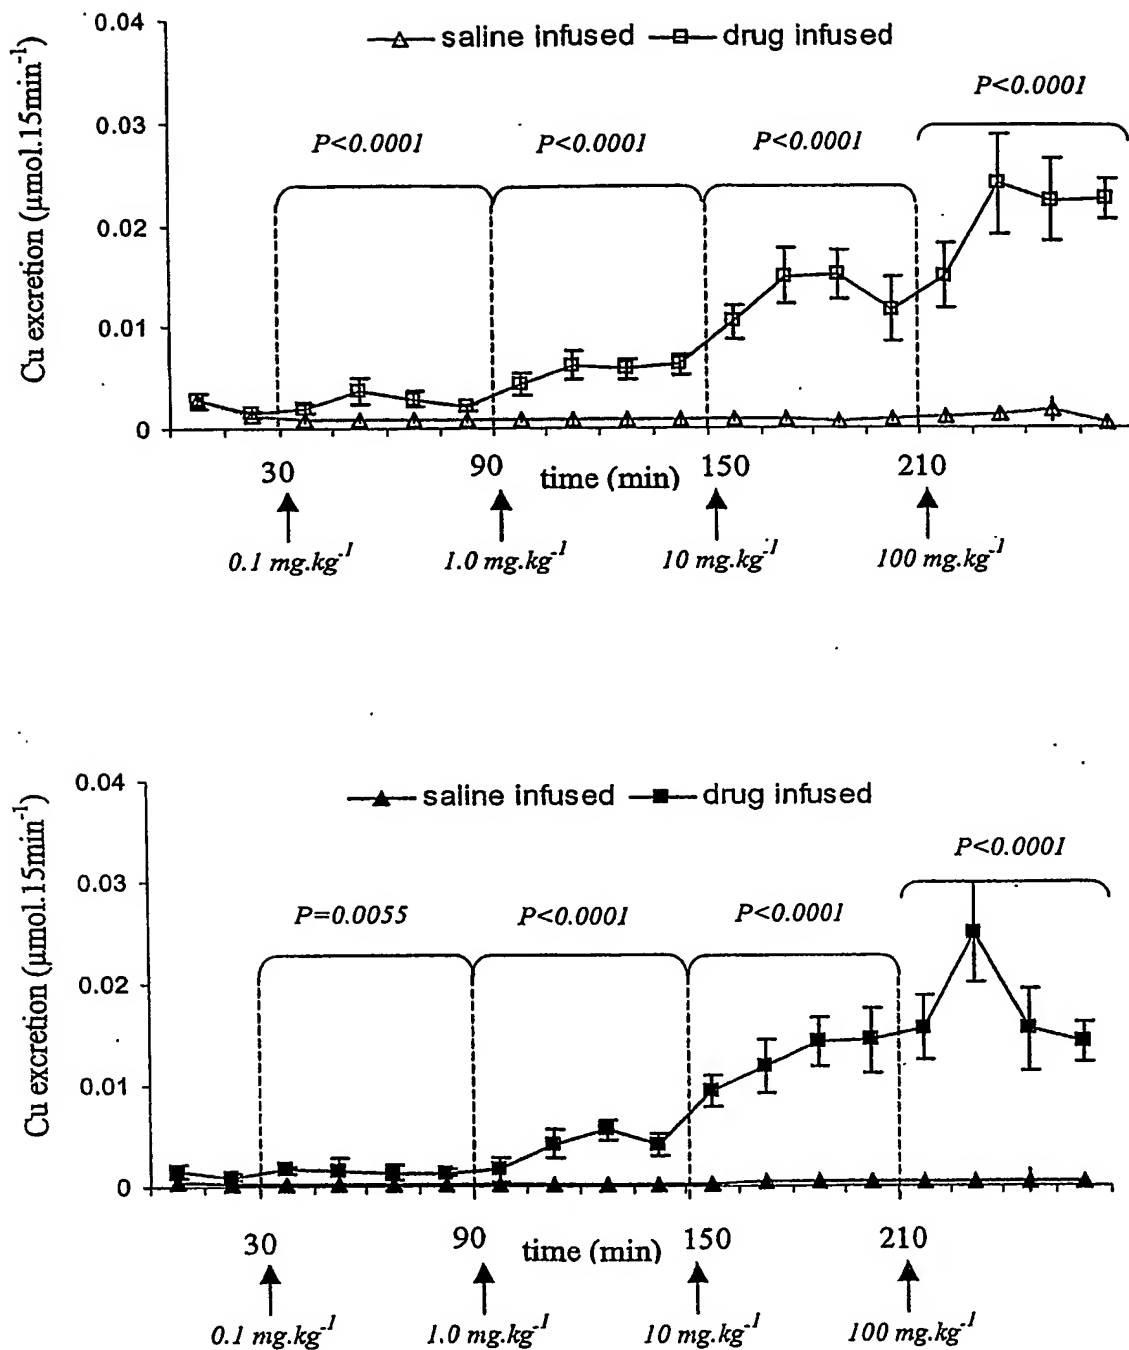 0.04
saline infused drug infused
P<0.0001
0.03
P<0.0001 P<0.0001 P<0.0001
Cu excretion (µmol.15min⁻¹)
0.02
0.01
0
30 90 time (min) 150 210
0.1 mg.kg⁻¹ 1.0 mg.kg⁻¹ 10 mg.kg⁻¹ 100 mg.kg⁻¹
0.04
saline infused drug infused
P<0.0001
0.03
P=0.0055 P<0.0001 P<0.0001
Cu excretion (µmol.15min⁻¹)
0.02
0.01
0
30 90 time (min) 150 210
0.1 mg.kg⁻¹ 1.0 mg.kg⁻¹ 10 mg.kg⁻¹ 100 mg.kg⁻¹